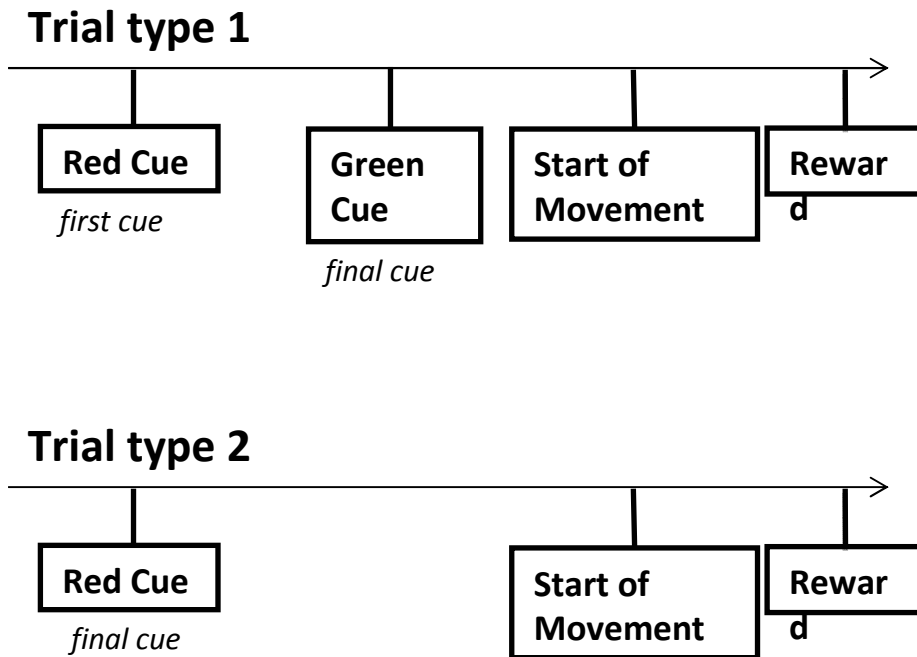 Trial type 1
Red Cue
first cue
Green
Cue
final cue
Start of
Movement
Rewar
d
Trial type 2
Red Cue
final cue
Start of
Movement
Rewar
d